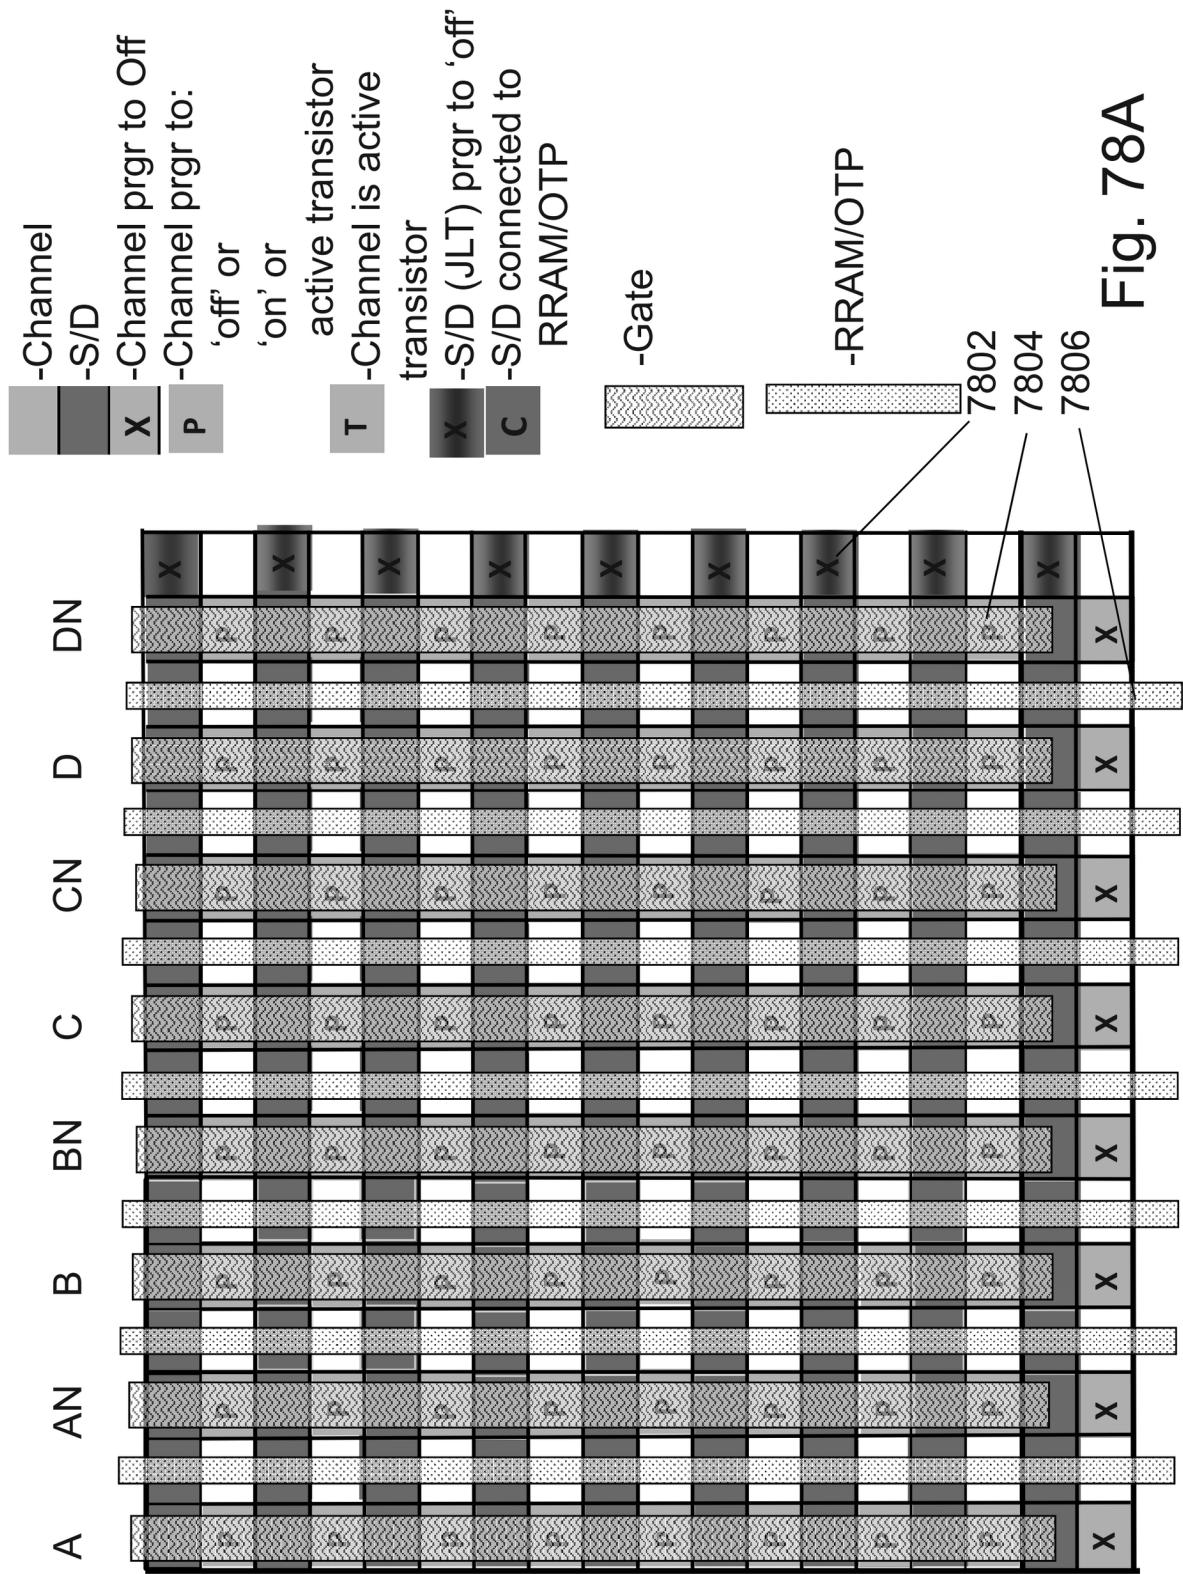 A AN B BN C CN D DN
X
P P P P P P P P
X
P P P P P P P P
X
P P P P P P P P
X
P P P P P P P P
X
P P P P P P P P
X
P P P P P P P P
X
P P P P P P P P
X
P P P P P P P P
X
X X X X X X X X
-Channel
-S/D
X -Channel prgr to Off
P -Channel prgr to:
'off' or
'on' or
active transistor
T -Channel is active
transistor
X -S/D (JLT) prgr to 'off'
C -S/D connected to
RRAM/OTP
-Gate
-RRAM/OTP
7802
7804
7806
Fig. 78A